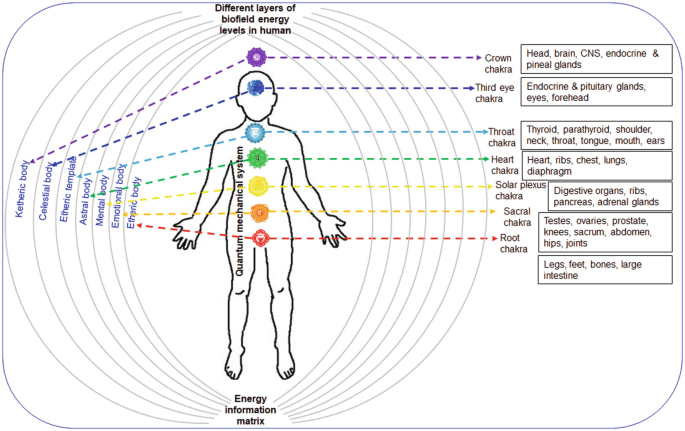 Different layers of
biofield energy
levels in human
Crown
chakra
Head, brain, CNS, endocrine &
pineal glands
Third eye
chakra
Endocrine & pituitary glands,
eyes, forehead
Throat
chakra
Thyroid, parathyroid, shoulder,
neck, throat, tongue, mouth, ears
Heart
chakra
Heart, ribs, chest, lungs,
diaphragm
Solar plexus
chakra
Digestive organs, ribs,
pancreas, adrenal glands
Sacral
chakra
Testes, ovaries, prostate,
knees, sacrum, abdomen,
hips, joints
Root
chakra
Legs, feet, bones, large
intestine
Ketheric body
Celestial body
Etheric template
Astral body
Mental body
Emotional body
Etheric body
Quantum mechanical system
Energy
information
matrix